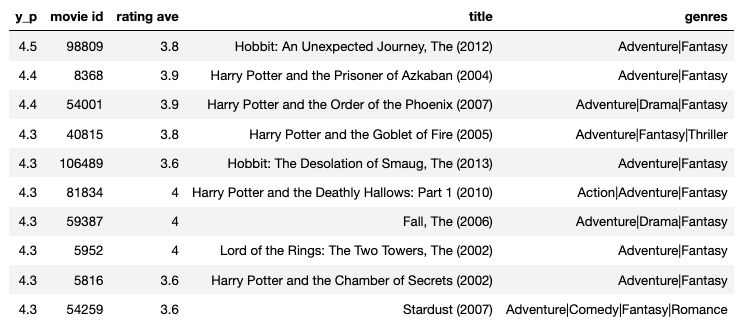 y_p movie id rating ave title genres
4.5 98809 3.8 Hobbit: An Unexpected Journey, The (2012) Adventure|Fantasy
4.4 8368 3.9 Harry Potter and the Prisoner of Azkaban (2004) Adventure|Fantasy
4.4 54001 3.9 Harry Potter and the Order of the Phoenix (2007) Adventure|Drama|Fantasy
4.3 40815 3.8 Harry Potter and the Goblet of Fire (2005) Adventure|Fantasy|Thriller
4.3 106489 3.6 Hobbit: The Desolation of Smaug, The (2013) Adventure|Fantasy
4.3 81834 4 Harry Potter and the Deathly Hallows: Part 1 (2010) Action|Adventure|Fantasy
4.3 59387 4 Fall, The (2006) Adventure|Drama|Fantasy
4.3 5952 4 Lord of the Rings: The Two Towers, The (2002) Adventure|Fantasy
4.3 5816 3.6 Harry Potter and the Chamber of Secrets (2002) Adventure|Fantasy
4.3 54259 3.6 Stardust (2007) Adventure|Comedy|Fantasy|Romance